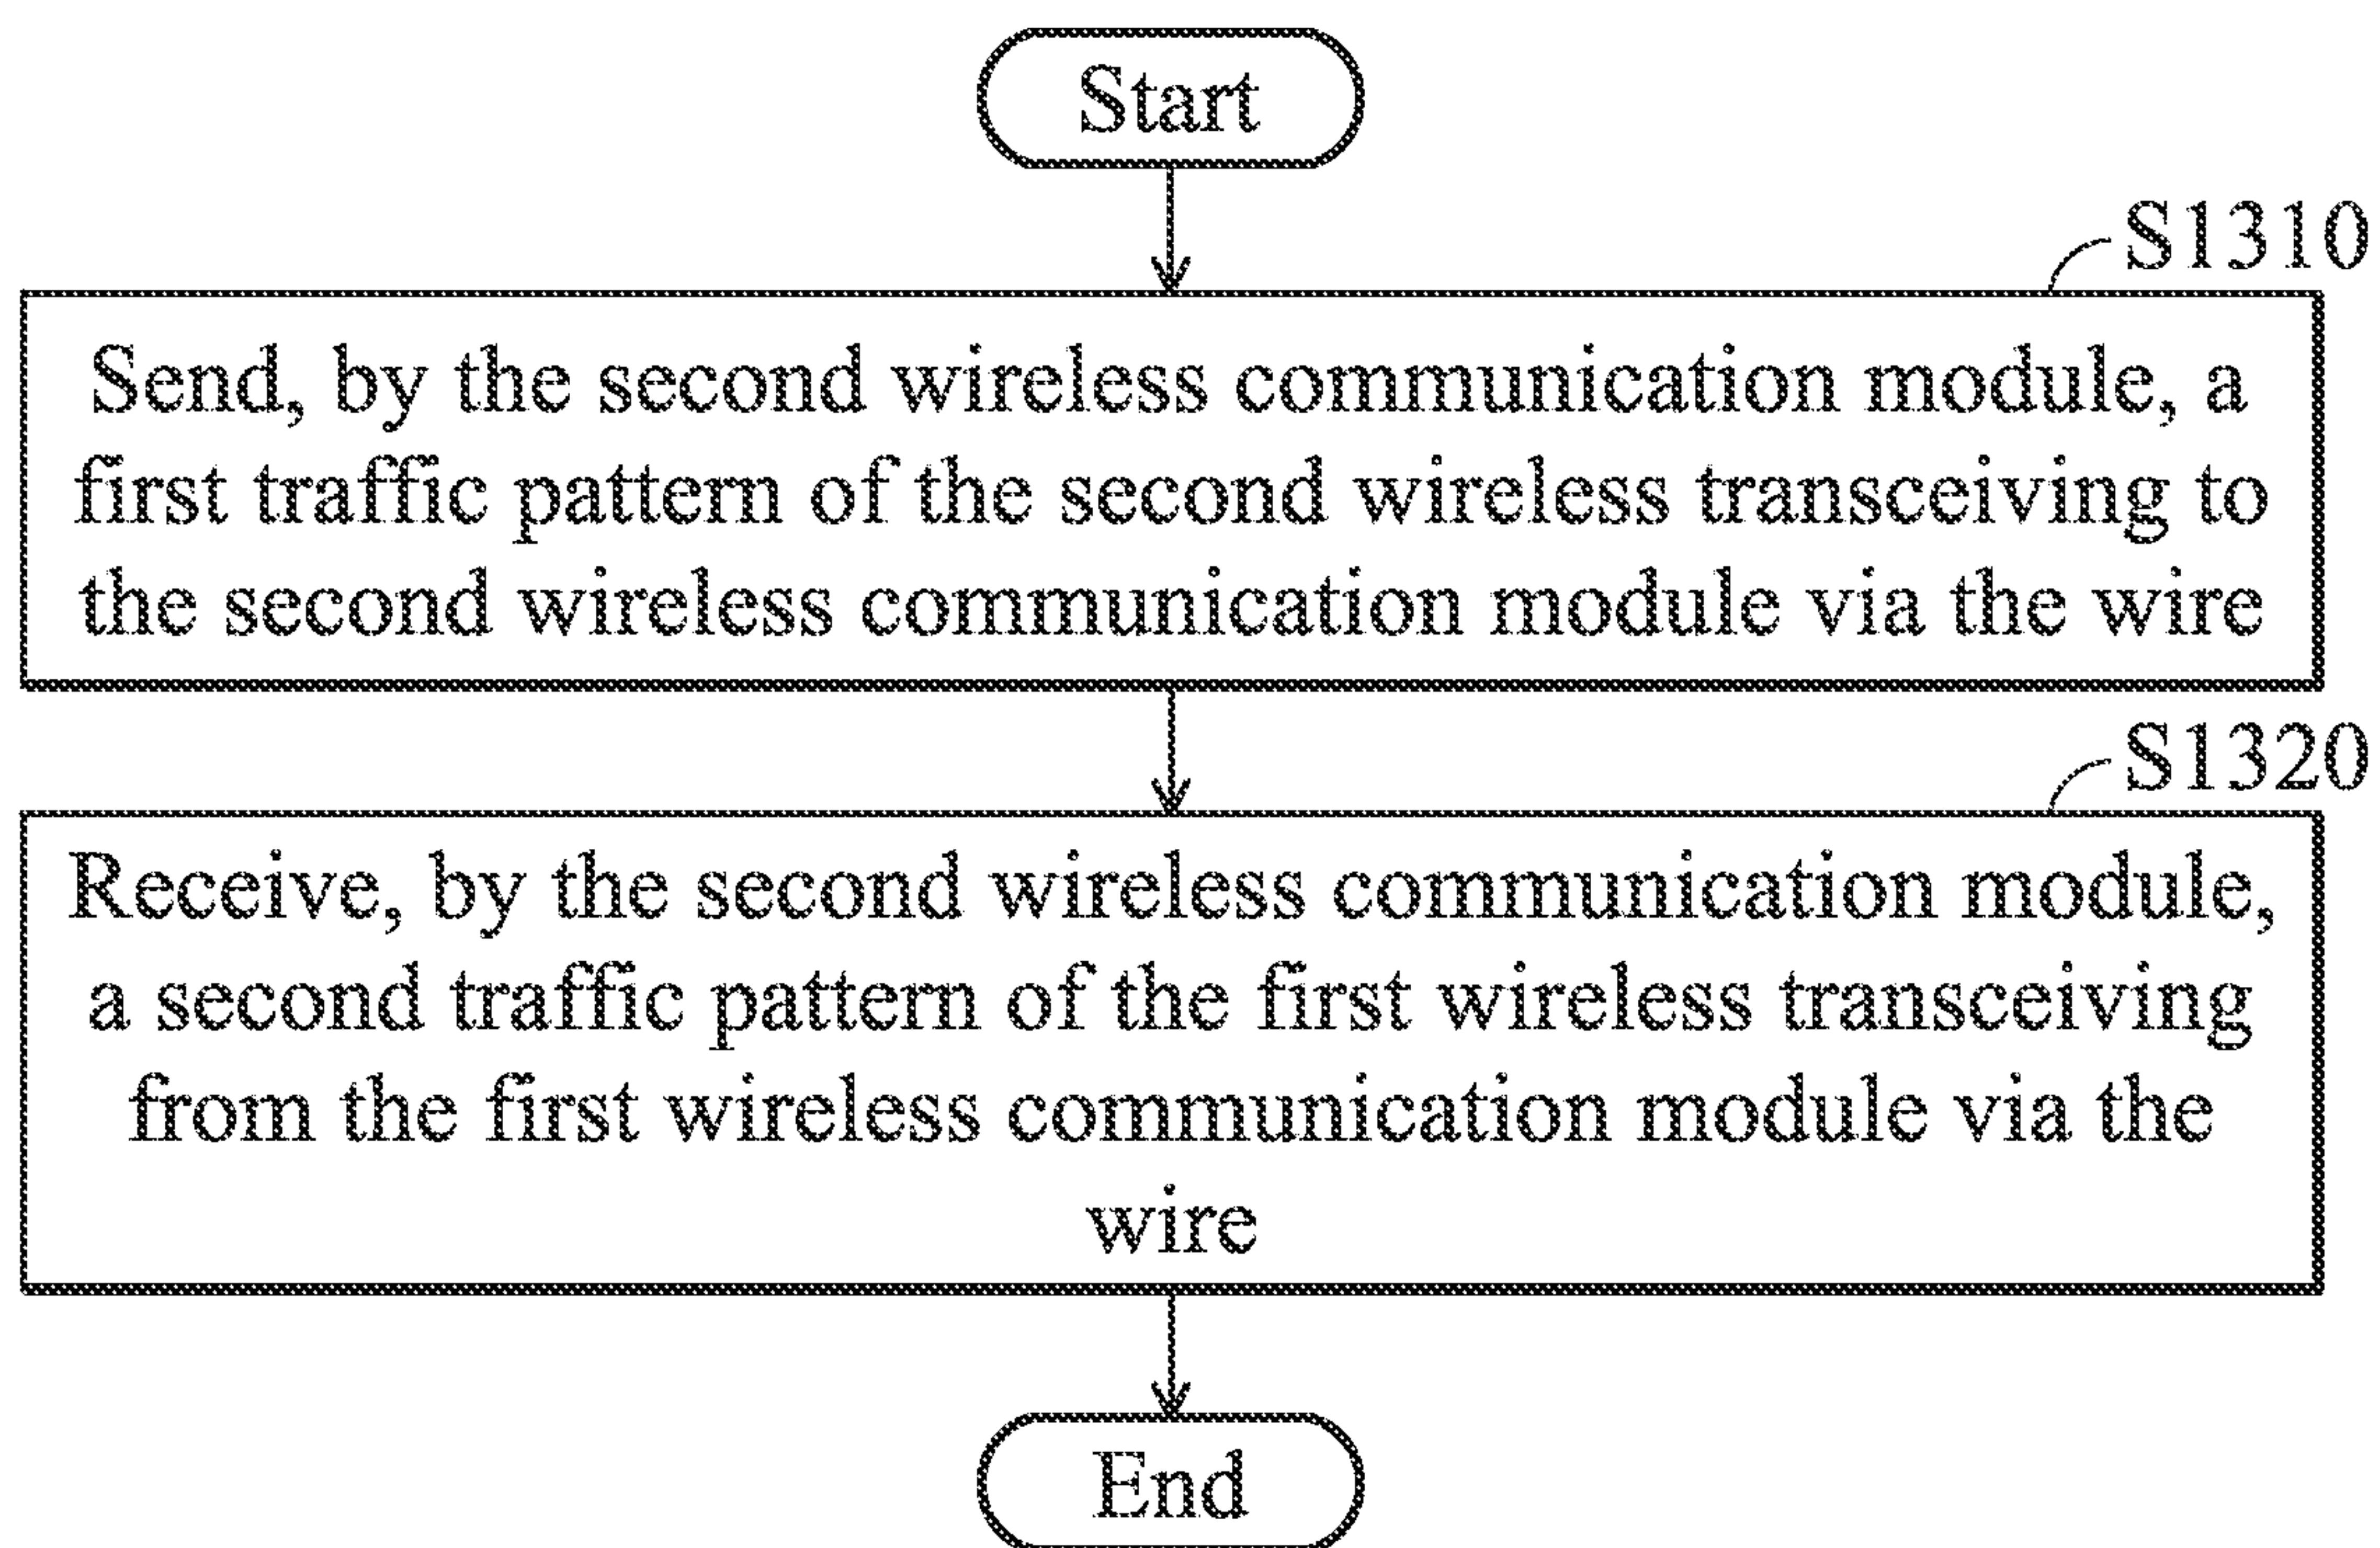 Start
S1310
Send, by the second wireless communication module, a
first traffic pattern of the second wireless transceiving to
the second wireless communication module via the wire
S1320
Receive, by the second wireless communication module,
a second traffic pattern of the first wireless transceiving
from the first wireless communication module via the
wire
End